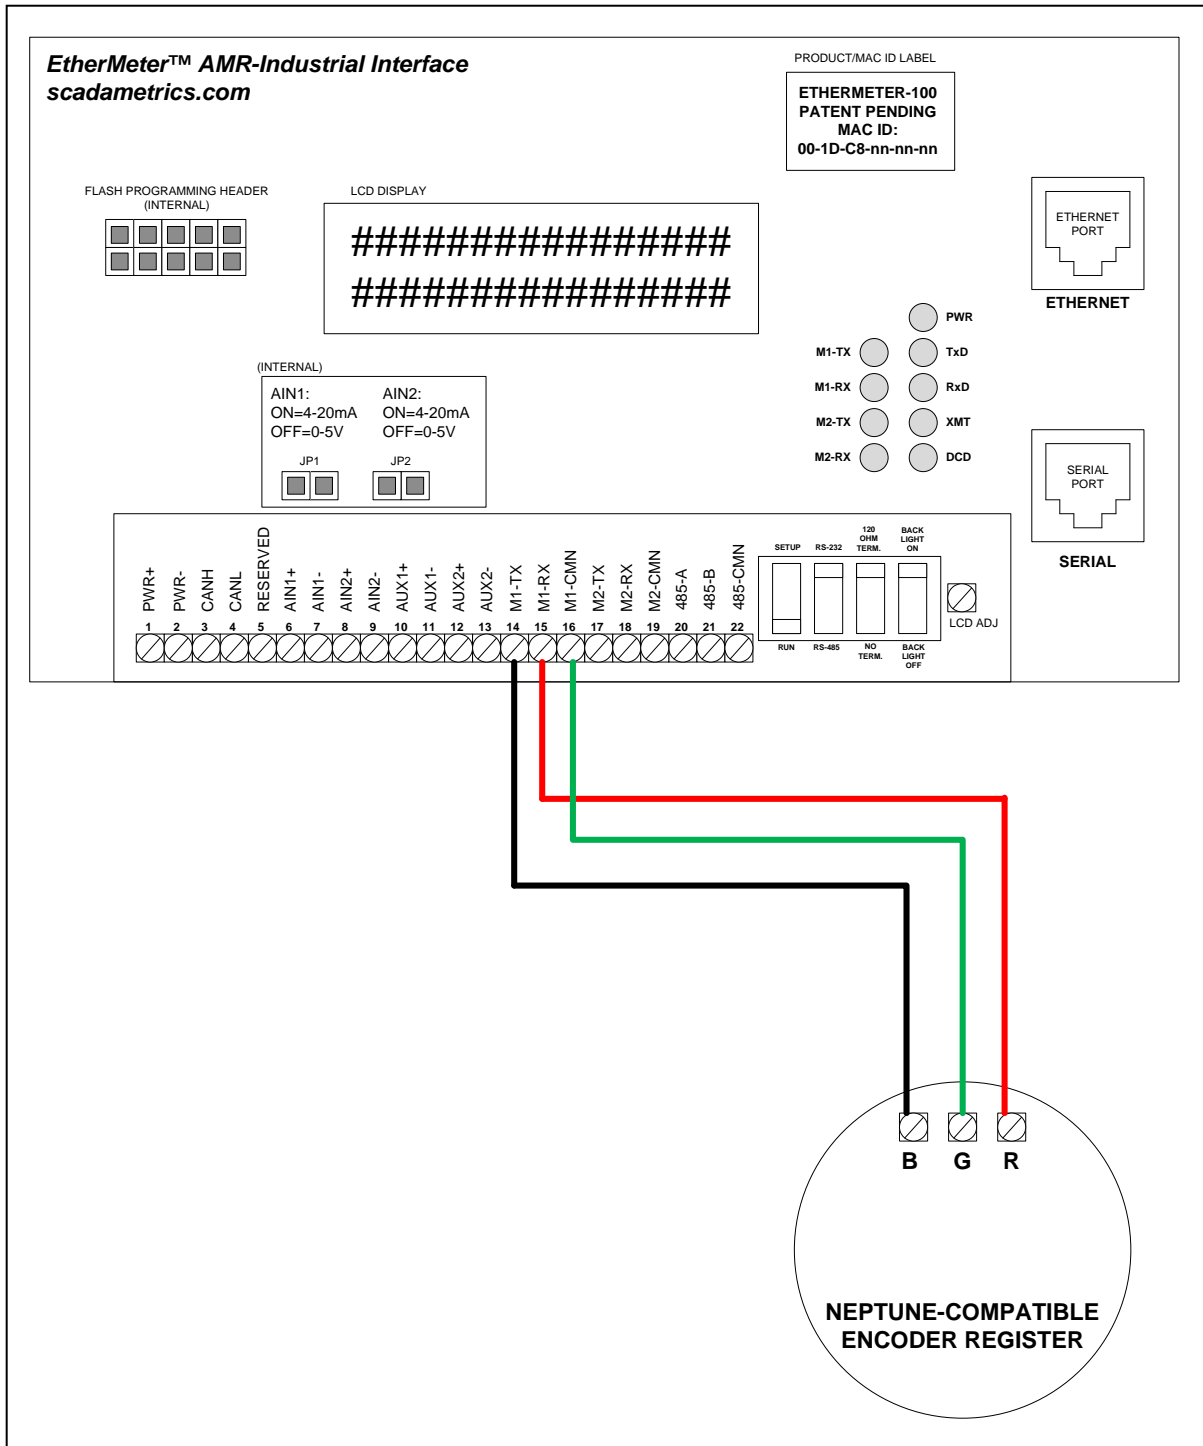 EtherMeter™ AMR-Industrial Interface
scadametrics.com
PRODUCT/MAC ID LABEL
ETHERMETER-100
PATENT PENDING
MAC ID:
00-1D-C8-nn-nn-nn
FLASH PROGRAMMING HEADER
(INTERNAL)
LCD DISPLAY
################
################
ETHERNET
PORT
ETHERNET
PWR
M1-TX
TxD
M1-RX
RxD
M2-TX
XMT
M2-RX
DCD
(INTERNAL)
AIN1:
ON=4-20mA
OFF=0-5V
AIN2:
ON=4-20mA
OFF=0-5V
JP1
JP2
SERIAL
PORT
SERIAL
PWR+
PWR-
CANH
CANL
RESERVED
AIN1+
AIN1-
AIN2+
AIN2-
AUX1+
AUX1-
AUX2+
AUX2-
M1-TX
M1-RX
M1-CMN
M2-TX
M2-RX
M2-CMN
485-A
485-B
485-CMN
1 2 3 4 5 6 7 8 9 10 11 12 13 14 15 16 17 18 19 20 21 22
SETUP
RS-232
120
OHM
TERM.
BACK
LIGHT
ON
RUN
RS-485
NO
TERM.
BACK
LIGHT
OFF
LCD ADJ
B G R
NEPTUNE-COMPATIBLE
ENCODER REGISTER